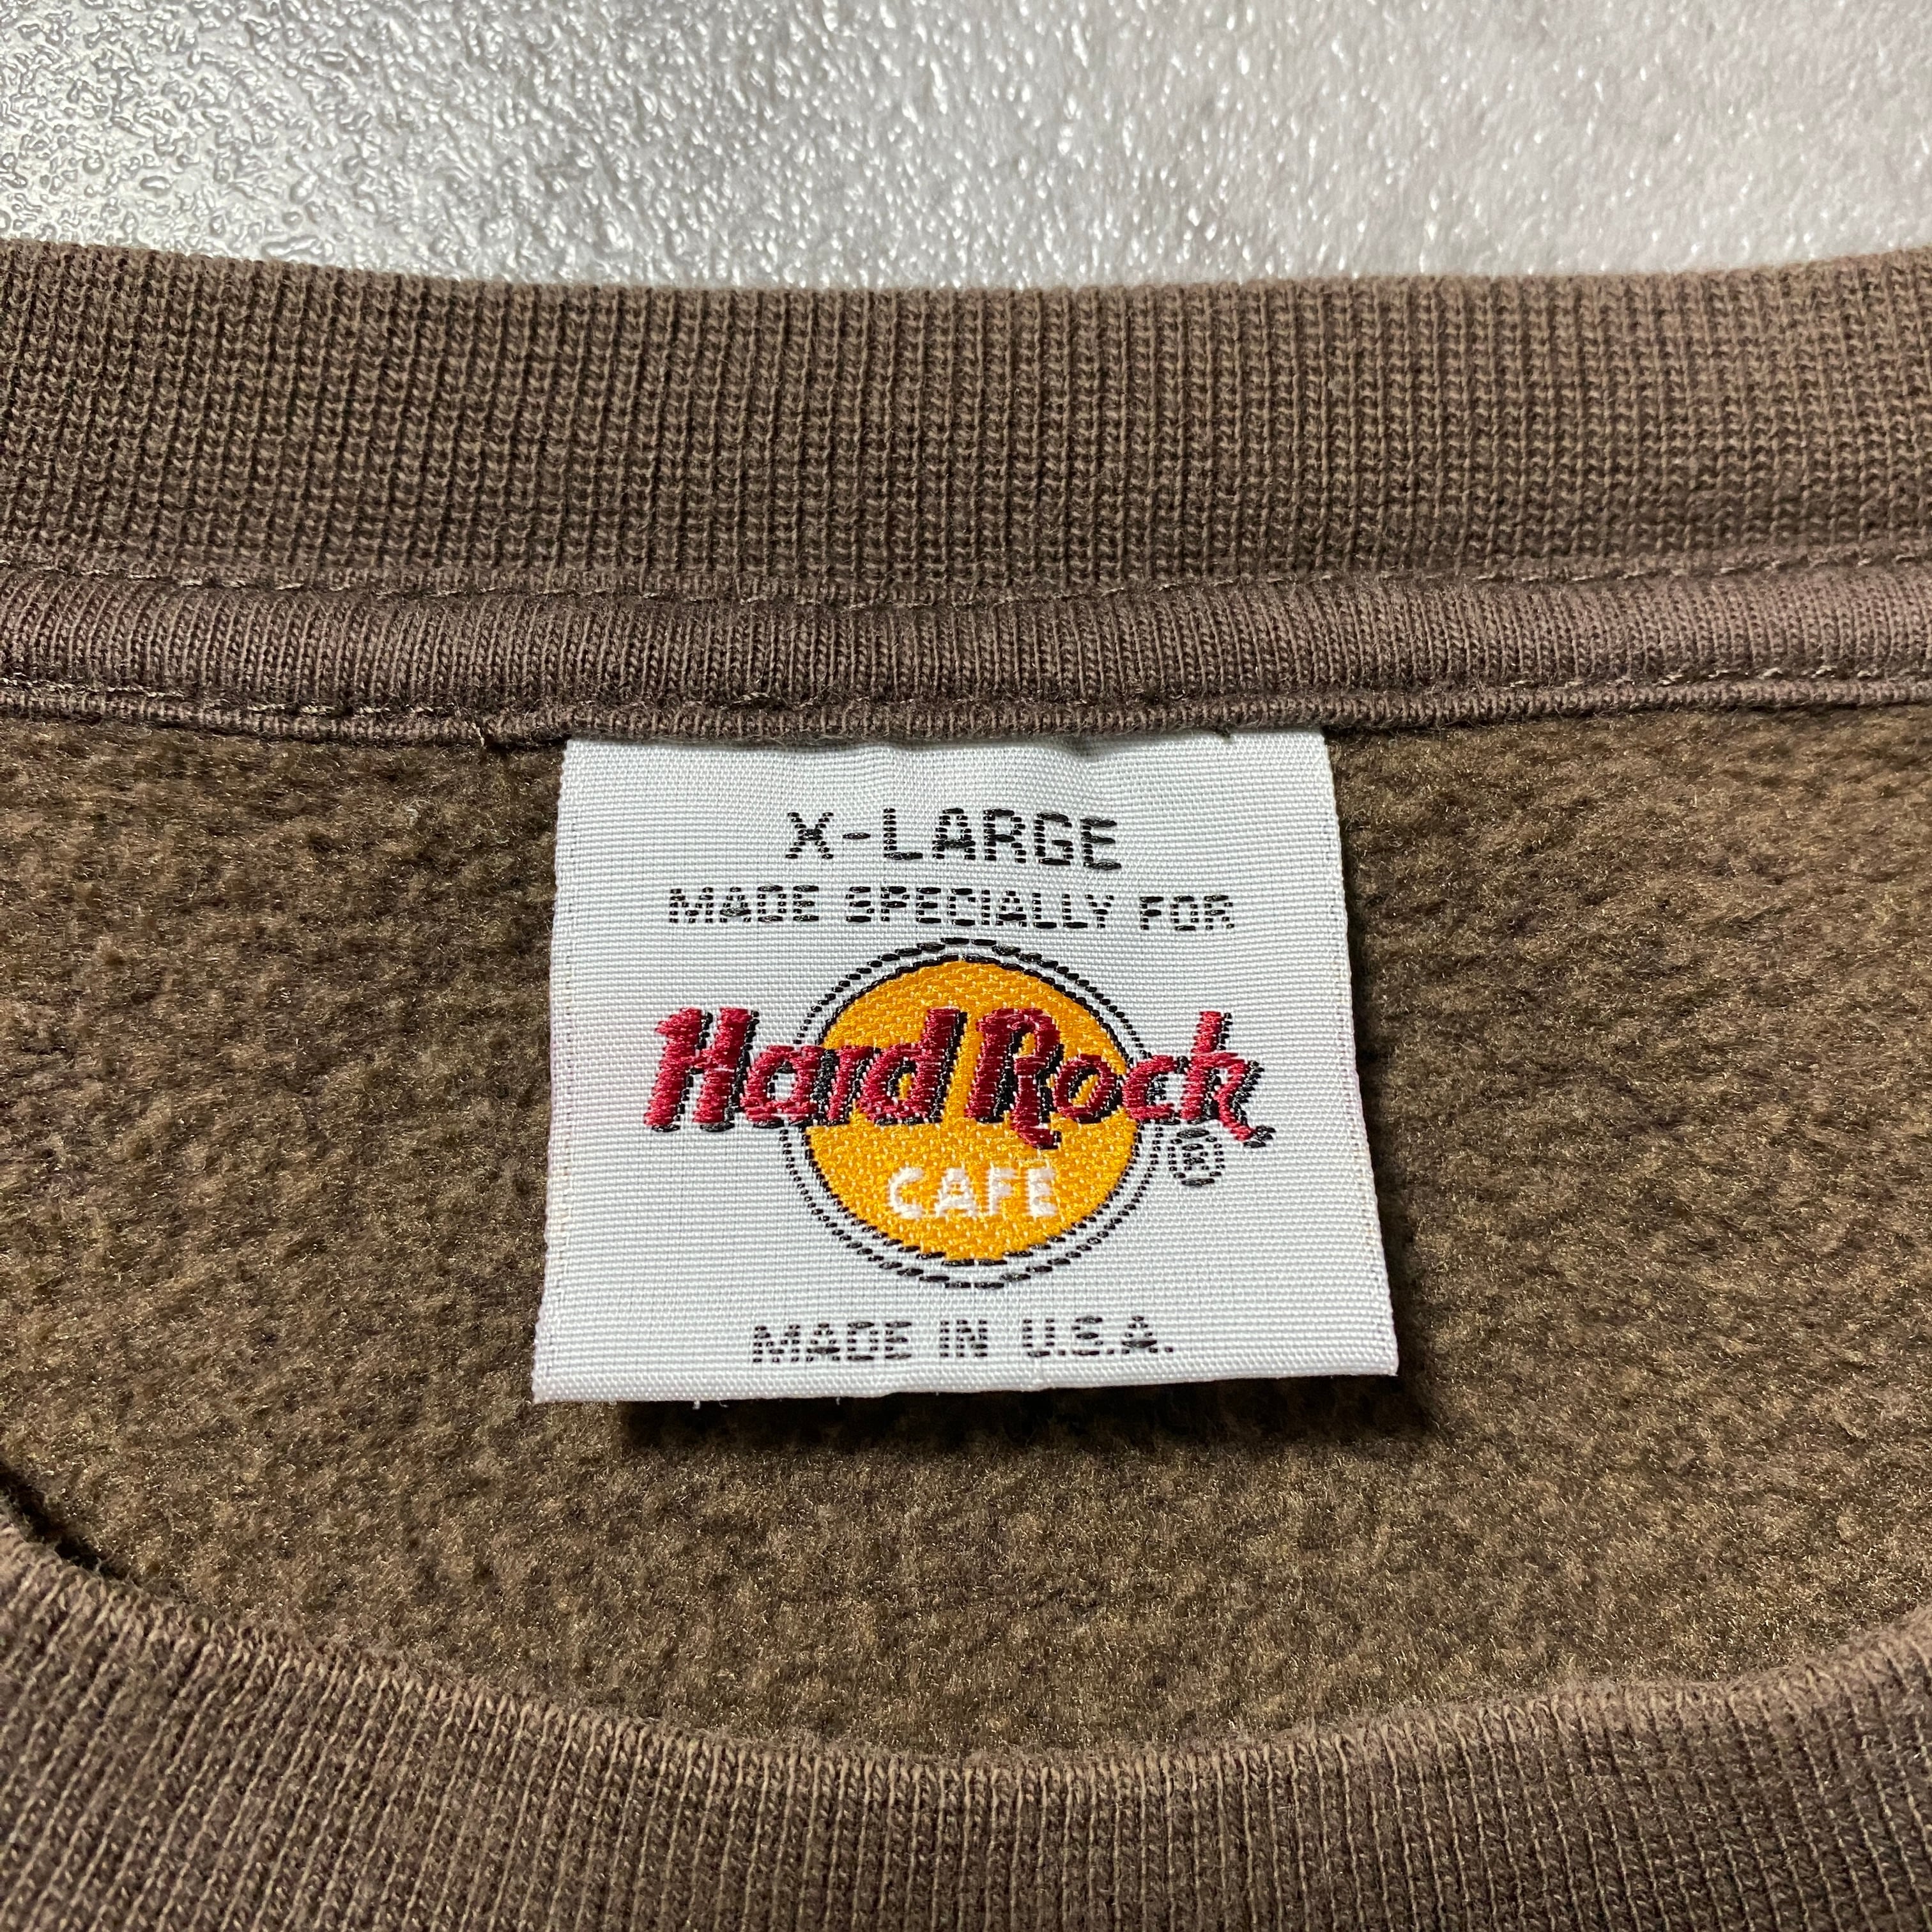 X-LARGE
MADE SPECIALLY FOR
Hard Rock
®
CAFE
MADE IN U.S.A.